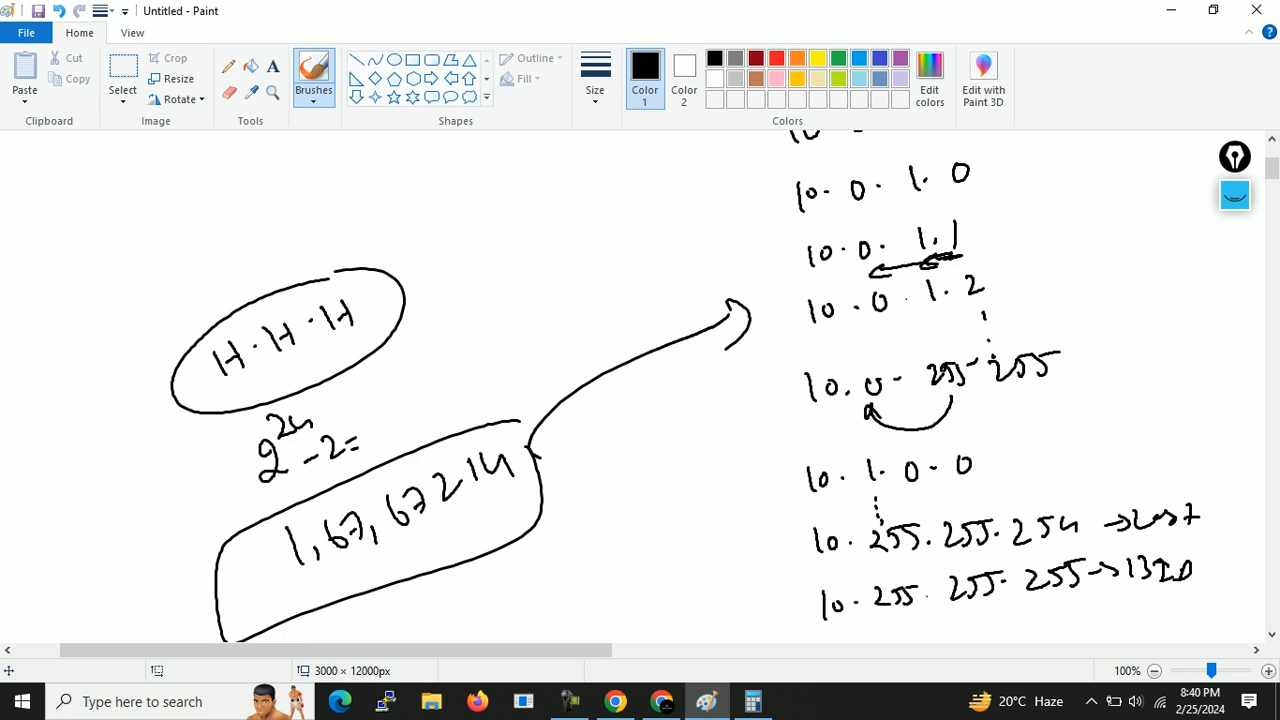 Untitled - Paint
File
Home
View
Paste
Cut
Copy
Clipboard
Select
Crop
Resize
Rotate
Image
Tools
Brushes
Shapes
Outline
Fill
Size
Color 1
Color 2
Edit colors
Edit with Paint 3D
Colors
10.
10.0.1.0
10.0.1.1
10.0.1.2
10.0.255.255
10.1.0.0
10.255.255.254 → Last
10.255.255.255 →
H.H.H
2^24-2=
1,67,67214
3000 × 12000px
100%
Type here to search
20°C Haze
8:40 PM
2/25/2024